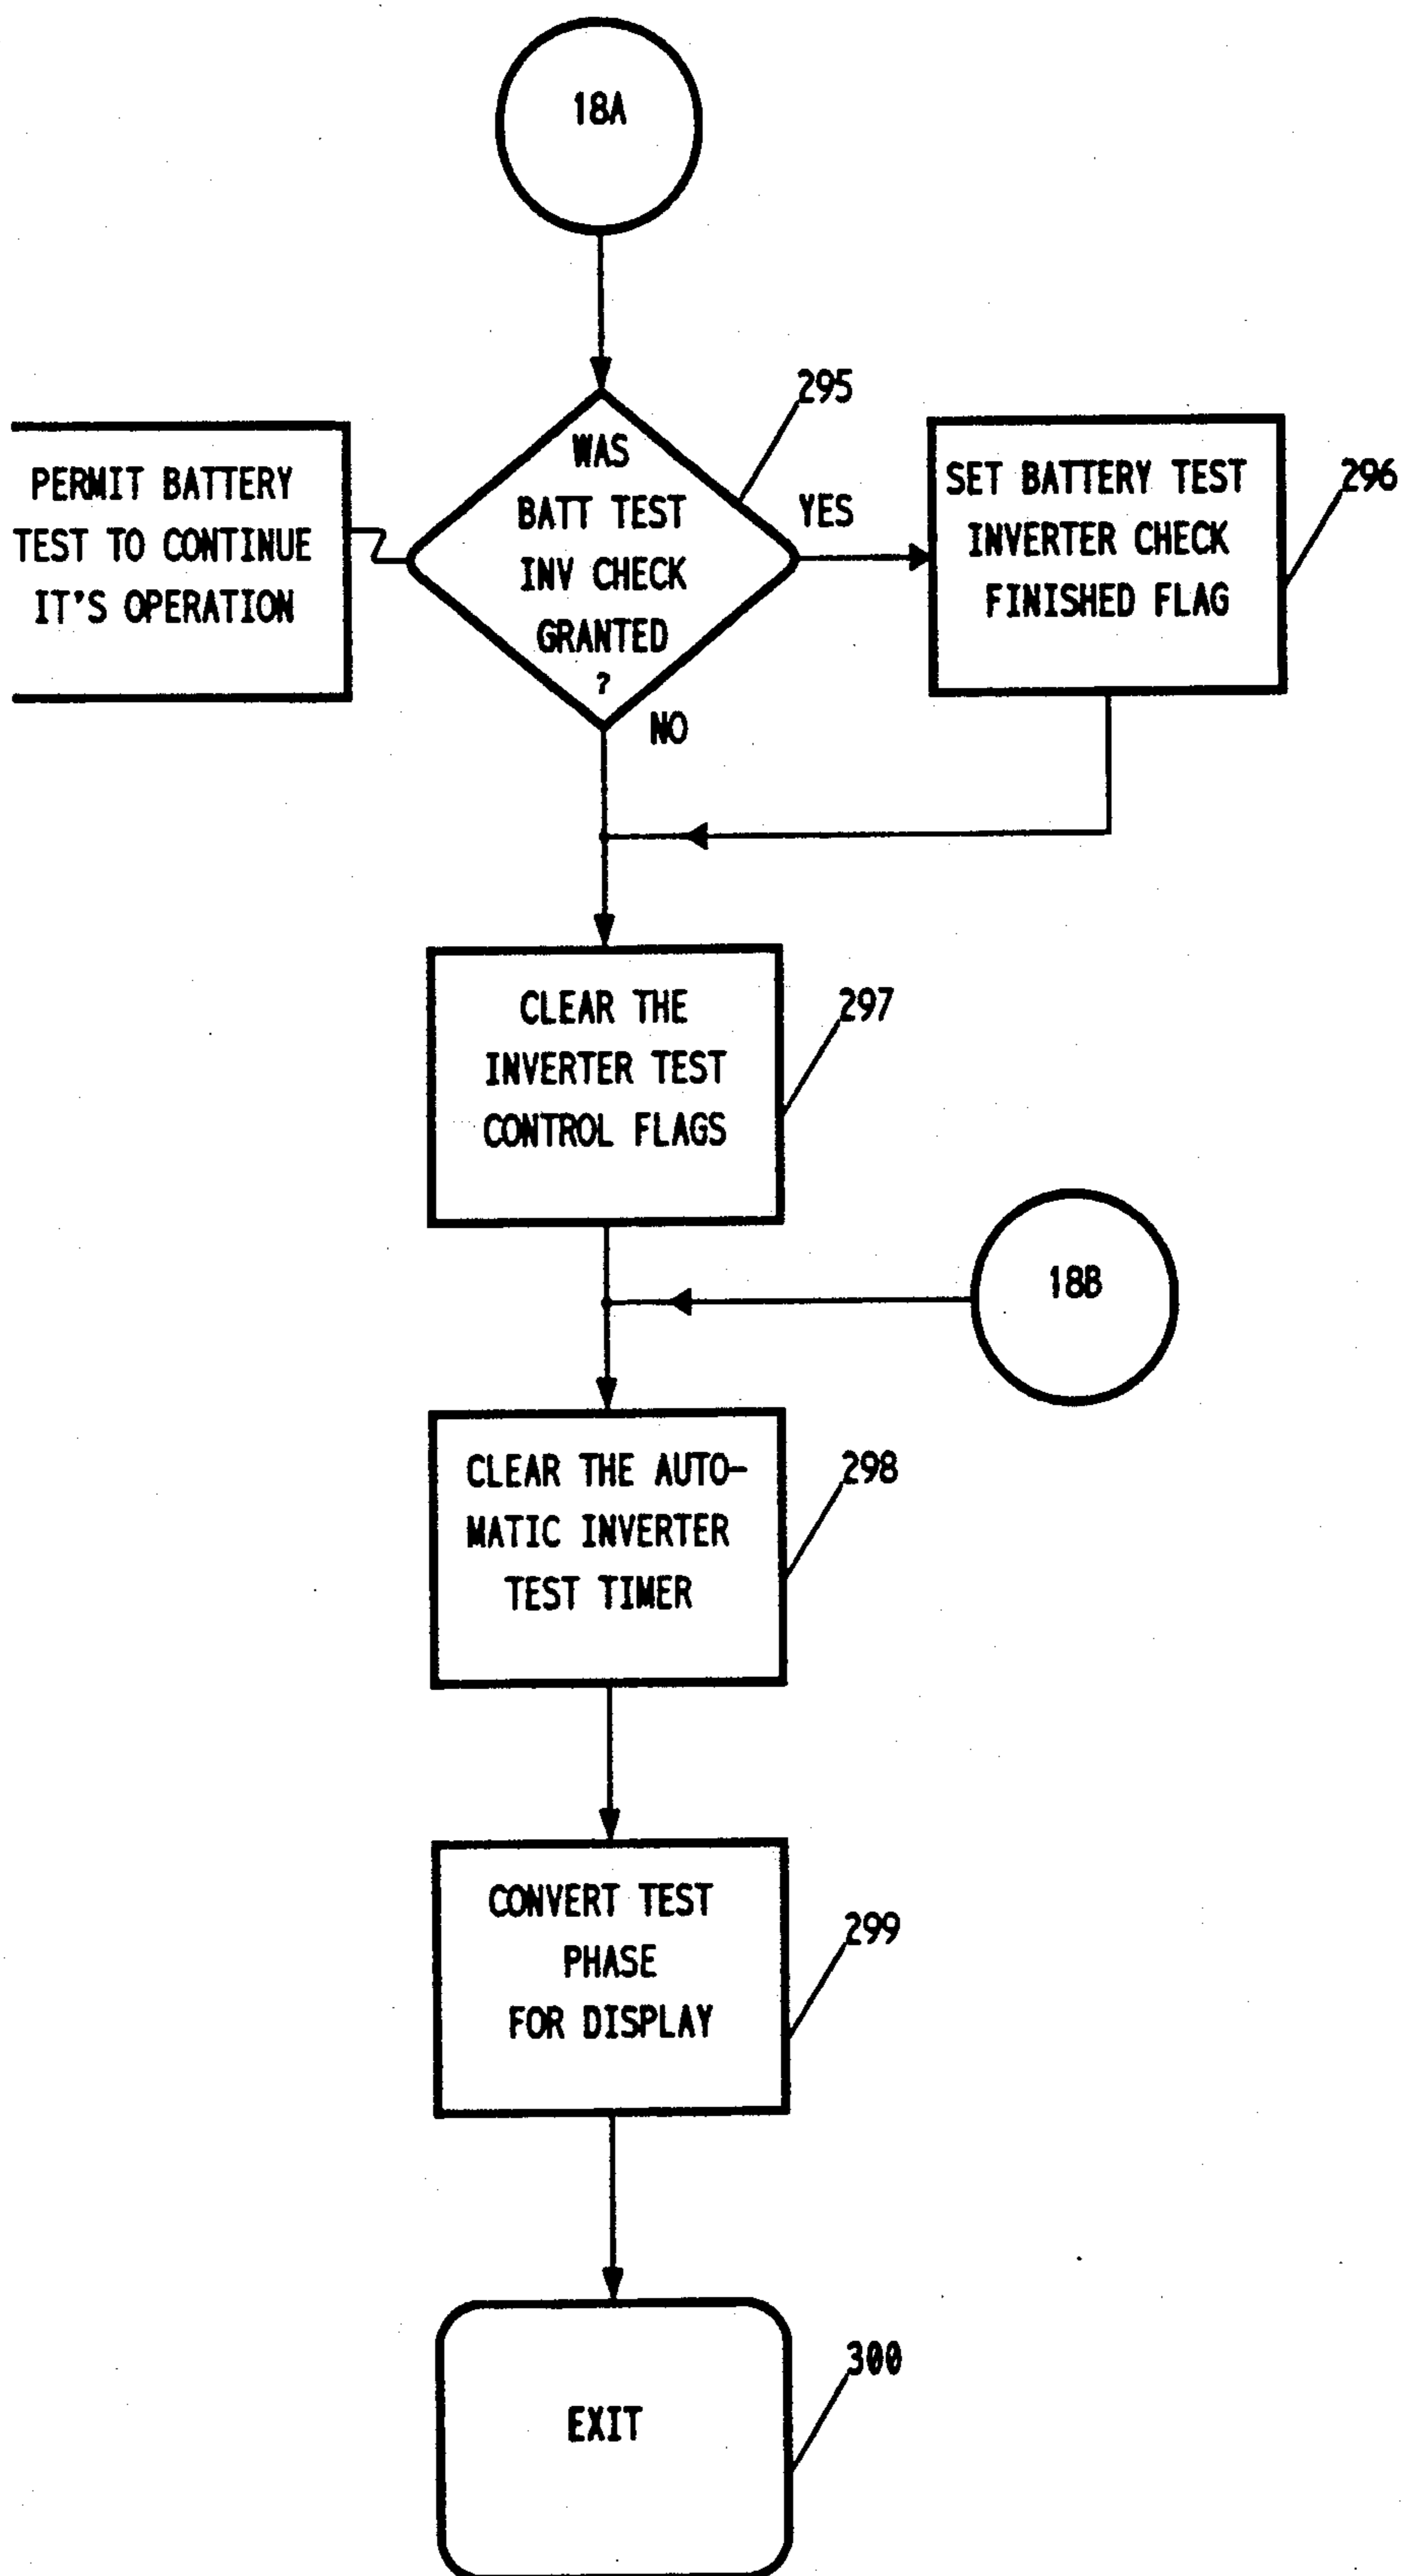 18A
295
PERMIT BATTERY
TEST TO CONTINUE
IT'S OPERATION
WAS
BATT TEST
INV CHECK
GRANTED
?
YES
NO
SET BATTERY TEST
INVERTER CHECK
FINISHED FLAG
296
CLEAR THE
INVERTER TEST
CONTROL FLAGS
297
18B
CLEAR THE AUTO-
MATIC INVERTER
TEST TIMER
298
CONVERT TEST
PHASE
FOR DISPLAY
299
EXIT
300